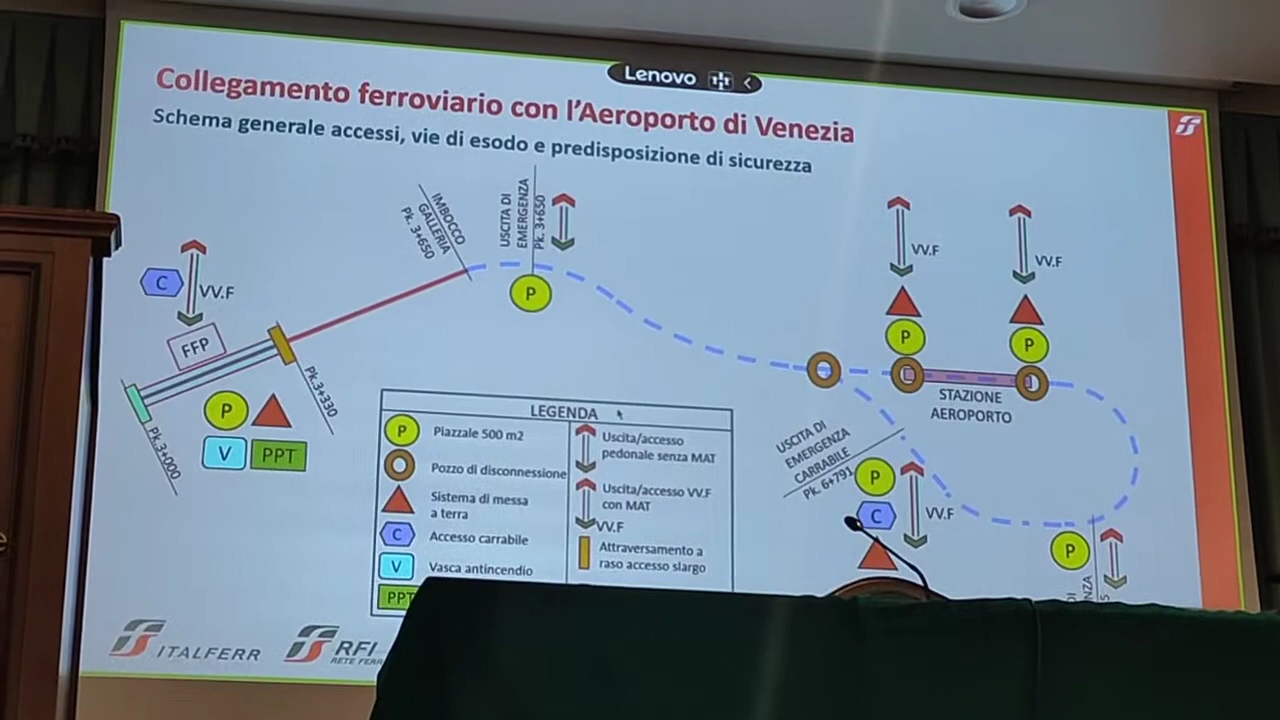 Lenovo
Collegamento ferroviario con l'Aeroporto di Venezia
Schema generale accessi, vie di esodo e predisposizione di sicurezza
IMBOCCO
GALLERIA
Pk. 3+650
USCITA DI
EMERGENZA
Pk. 3+650
P
C
VV.F
FFP
Pk.3+330
Pk.3+000
P
V
PPT
VV.F
VV.F
P
P
STAZIONE
AEROPORTO
USCITA DI
EMERGENZA
CARRABILE
Pk. 6+791
P
C
VV.F
P
LEGENDA
P
Piazzale 500 m2
Pozzo di disconnessione
Sistema di messa
a terra
C
Accesso carrabile
V
Vasca antincendio
PPT
Uscita/accesso
pedonale senza MAT
Uscita/accesso VV.F
con MAT
VV.F
Attraversamento a
raso accesso slargo
ITALFERR
RFI
RETE